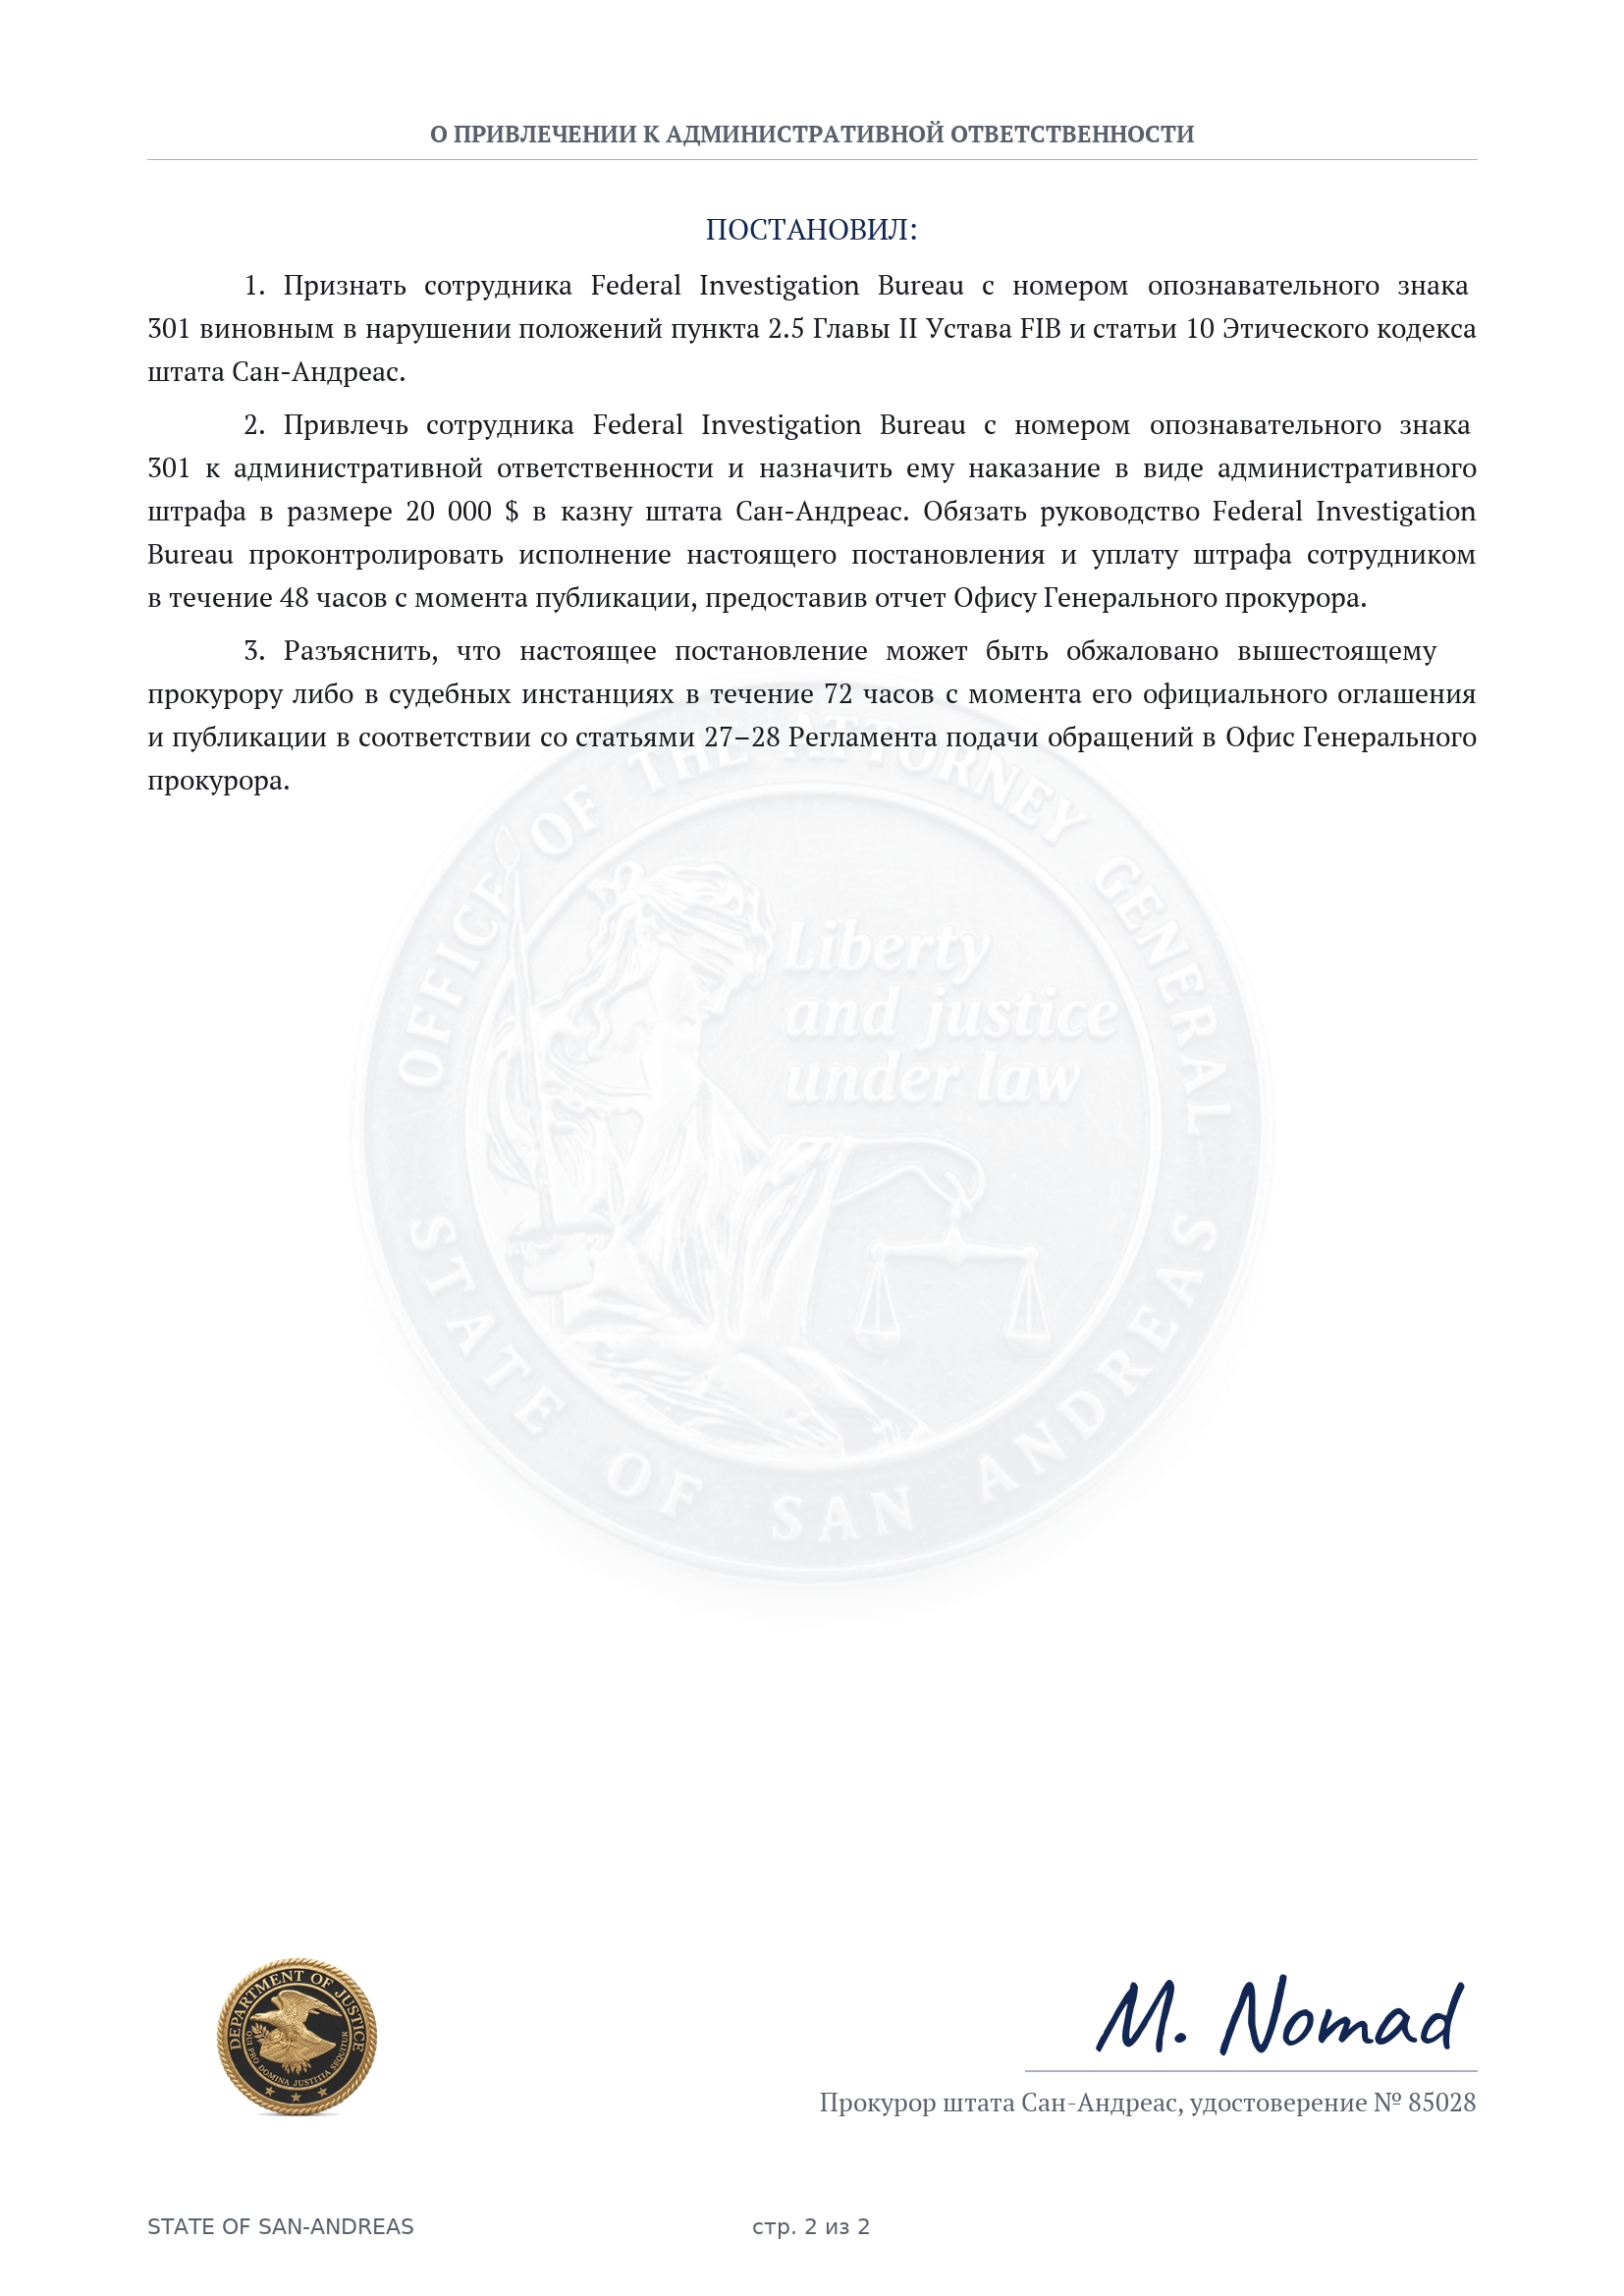 О ПРИВЛЕЧЕНИИ К АДМИНИСТРАТИВНОЙ ОТВЕТСТВЕННОСТИ
ПОСТАНОВИЛ:
1. Признать сотрудника Federal Investigation Bureau с номером опознавательного знака
301 виновным в нарушении положений пункта 2.5 Главы II Устава FIB и статьи 10 Этического кодекса
штата Сан-Андреас.
2. Привлечь сотрудника Federal Investigation Bureau с номером опознавательного знака
301 к административной ответственности и назначить ему наказание в виде административного
штрафа в размере 20 000 $ в казну штата Сан-Андреас. Обязать руководство Federal Investigation
Bureau проконтролировать исполнение настоящего постановления и уплату штрафа сотрудником
в течение 48 часов с момента публикации, предоставив отчет Офису Генерального прокурора.
3. Разъяснить, что настоящее постановление может быть обжаловано вышестоящему
прокурору либо в судебных инстанциях в течение 72 часов с момента его официального оглашения
и публикации в соответствии со статьями 27–28 Регламента подачи обращений в Офис Генерального
прокурора.
OFFICE OF THE ATTORNEY GENERAL
Liberty
and justice
under law
STATE OF SAN ANDREAS
DEPARTMENT OF JUSTICE
QUI PRO DOMINA JUSTITIA SEQUITUR
M. Nomad
Прокурор штата Сан-Андреас, удостоверение № 85028
STATE OF SAN-ANDREAS
стр. 2 из 2